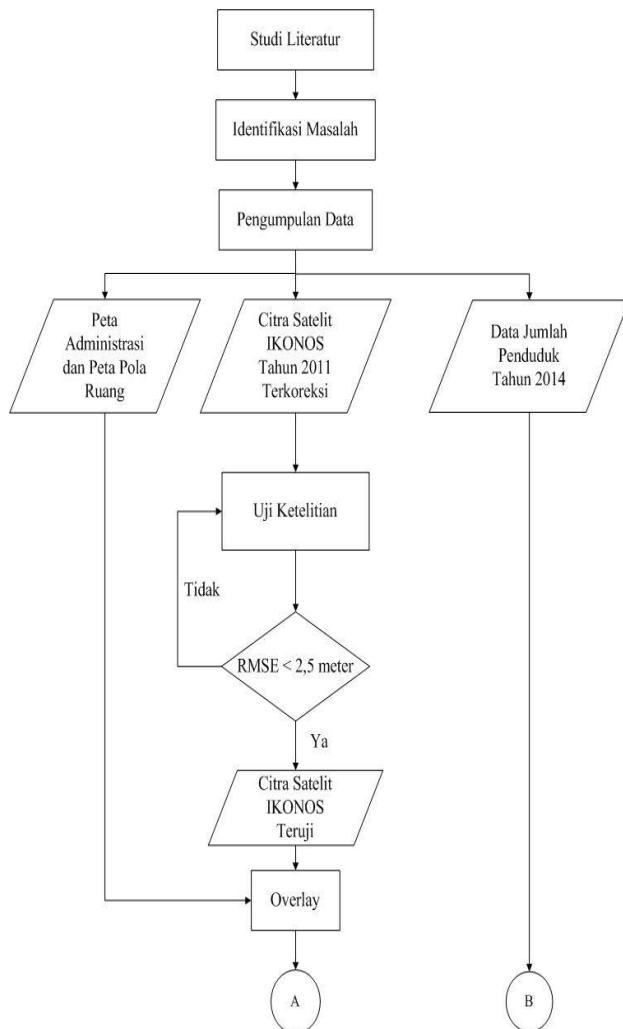 Studi Literatur
Identifikasi Masalah
Pengumpulan Data
Peta
Administrasi
dan Peta Pola
Ruang
Citra Satelit
IKONOS
Tahun 2011
Terkoreksi
Data Jumlah
Penduduk
Tahun 2014
Uji Ketelitian
Tidak
RMSE < 2,5 meter
Ya
Citra Satelit
IKONOS
Teruji
Overlay
A
B